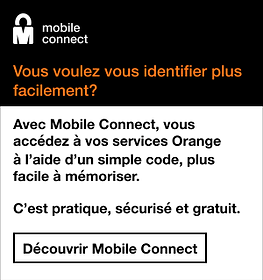 mobile
connect
Vous voulez vous identifier plus
facilement?
Avec Mobile Connect, vous
accédez à vos services Orange
à l'aide d'un simple code, plus
facile à mémoriser.
C'est pratique, sécurisé et gratuit.
Découvrir Mobile Connect